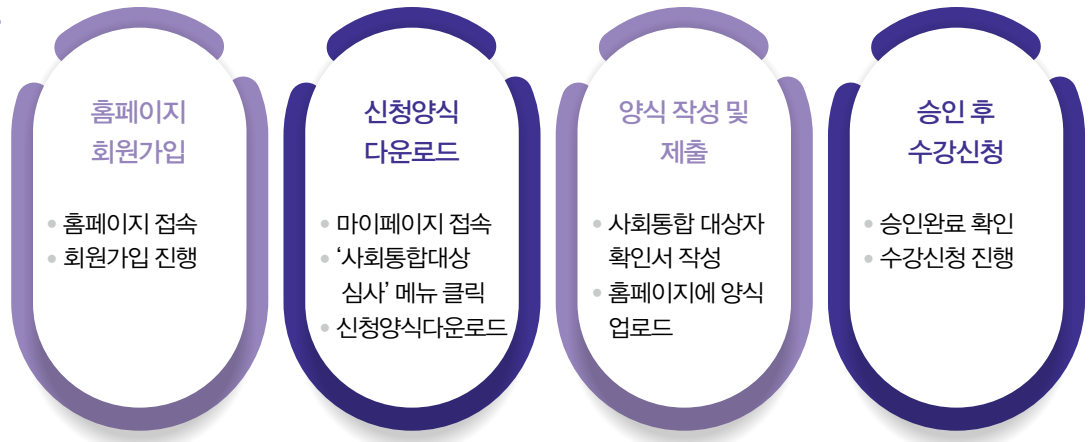 홈페이지
회원가입
• 홈페이지 접속
• 회원가입 진행
신청양식
다운로드
• 마이페이지 접속
• ‘사회통합대상
심사’ 메뉴 클릭
• 신청양식다운로드
양식 작성 및
제출
• 사회통합 대상자
확인서 작성
• 홈페이지에 양식
업로드
승인 후
수강신청
• 승인완료 확인
• 수강신청 진행